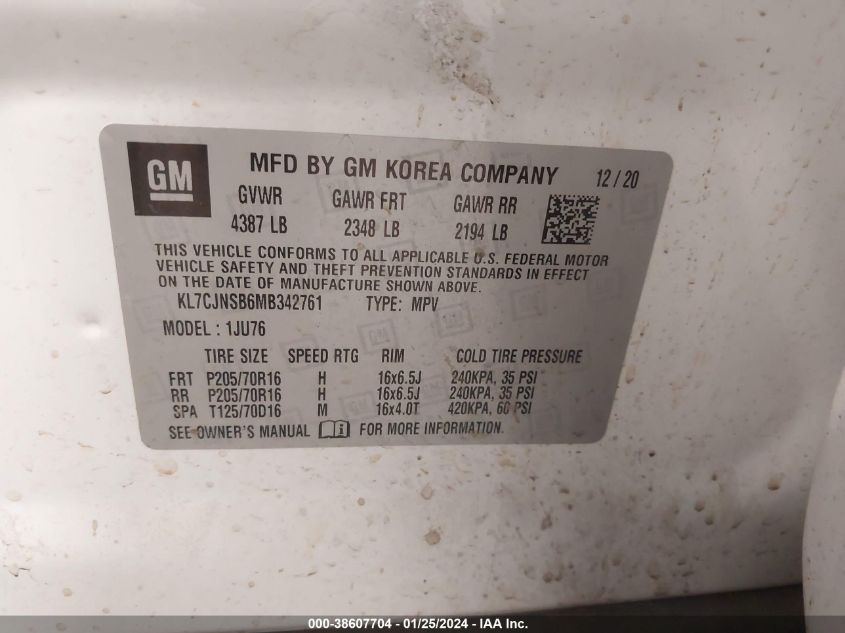 GM MFD BY GM KOREA COMPANY 12/20
GVWR GAWR FRT GAWR RR
4387 LB 2348 LB 2194 LB
THIS VEHICLE CONFORMS TO ALL APPLICABLE U.S. FEDERAL MOTOR
VEHICLE SAFETY AND THEFT PREVENTION STANDARDS IN EFFECT
ON THE DATE OF MANUFACTURE SHOWN ABOVE.
KL7CJNSB6MB342761 TYPE: MPV
MODEL : 1JU76
TIRE SIZE SPEED RTG RIM COLD TIRE PRESSURE
FRT P205/70R16 H 16x6.5J 240KPA, 35 PSI
RR P205/70R16 H 16x6.5J 240KPA, 35 PSI
SPA T125/70D16 M 16x4.0T 420KPA, 60 PSI
SEE OWNER'S MANUAL FOR MORE INFORMATION.
000-38607704 - 01/25/2024 - IAA Inc.